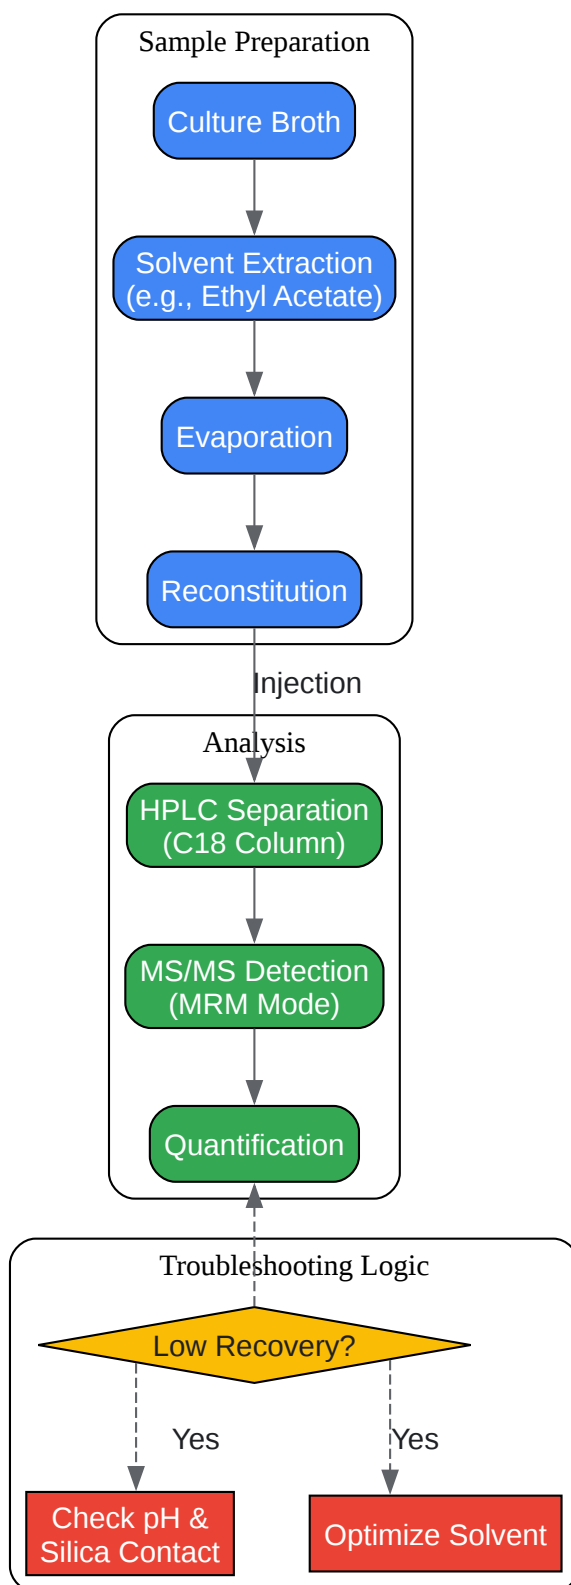 Sample Preparation
Culture Broth
Solvent Extraction
(e.g., Ethyl Acetate)
Evaporation
Reconstitution
Injection
Analysis
HPLC Separation
(C18 Column)
MS/MS Detection
(MRM Mode)
Quantification
Troubleshooting Logic
Low Recovery?
Yes
Yes
Check pH &
Silica Contact
Optimize Solvent